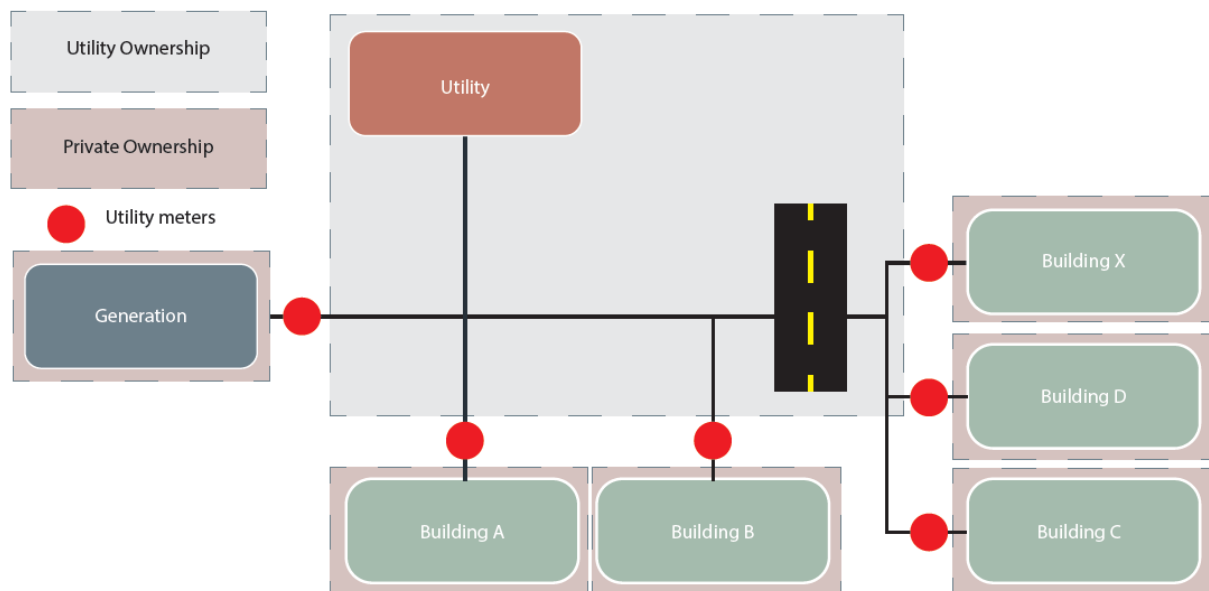 Utility Ownership
Private Ownership
Utility meters
Generation
Utility
Building X
Building D
Building C
Building A
Building B